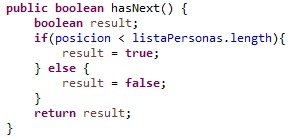 public boolean hasNext() {
    boolean result;
    if(posicion < listaPersonas.length){
        result = true;
    } else {
        result = false;
    }
    return result;
}